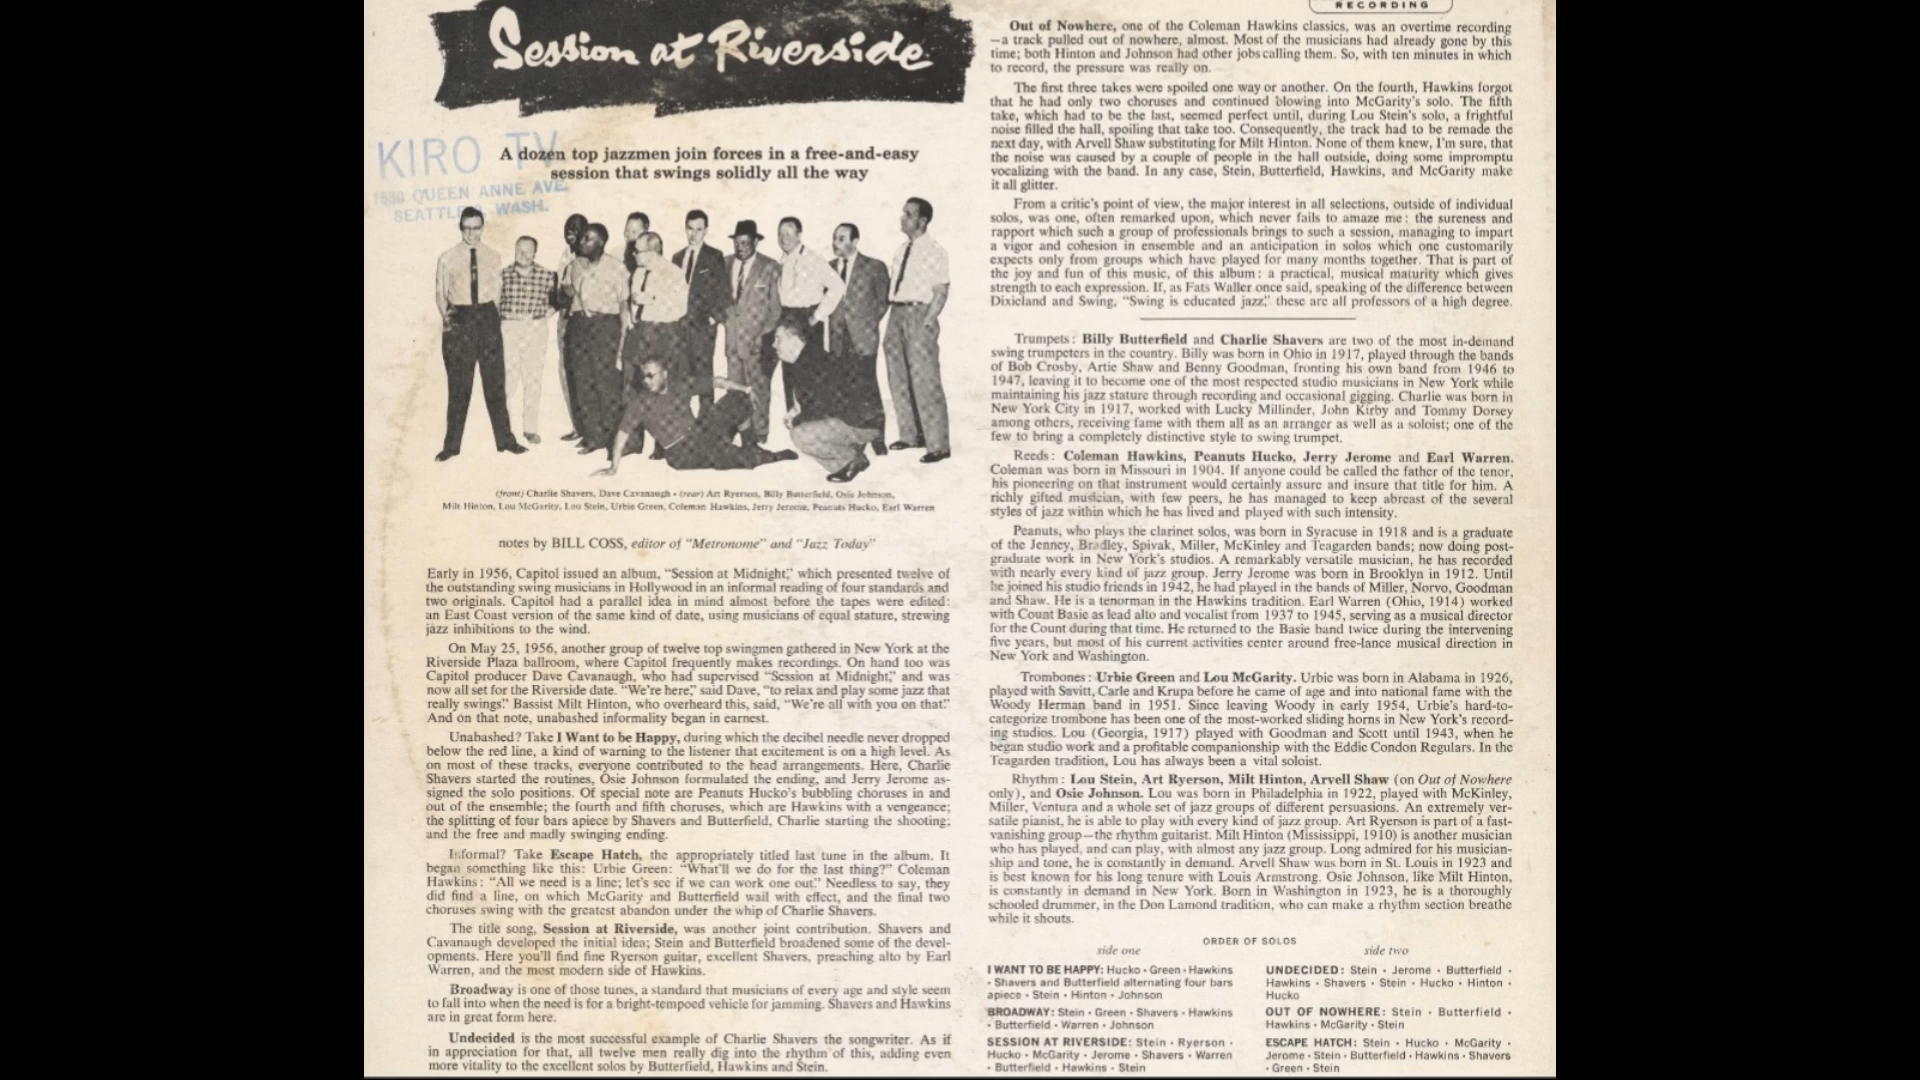 Session at Riverside
KIRO TV
1530 QUEEN ANNE AVE.
SEATTLE 9, WASH.
A dozen top jazzmen join forces in a free-and-easy
session that swings solidly all the way
(front) Charlie Shavers, Dave Cavanaugh • (rear) Art Ryerson, Billy Butterfield, Osie Johnson,
Milt Hinton, Lou McGarity, Lou Stein, Urbie Green, Coleman Hawkins, Jerry Jerome, Peanuts Hucko, Earl Warren
notes by BILL COSS, editor of "Metronome" and "Jazz Today"
Early in 1956, Capitol issued an album, "Session at Midnight," which presented twelve of
the outstanding swing musicians in Hollywood in an informal reading of four standards and
two originals. Capitol had a parallel idea in mind almost before the tapes were edited:
an East Coast version of the same kind of date, using musicians of equal stature, strewing
jazz inhibitions to the wind.
On May 25, 1956, another group of twelve top swingmen gathered in New York at the
Riverside Plaza ballroom, where Capitol frequently makes recordings. On hand too was
Capitol producer Dave Cavanaugh, who had supervised "Session at Midnight," and was
now all set for the Riverside date. "We're here," said Dave, "to relax and play some jazz that
really swings." Bassist Milt Hinton, who overheard this, said, "We're all with you on that."
And on that note, unabashed informality began in earnest.
Unabashed? Take I Want to be Happy, during which the decibel needle never dropped
below the red line, a kind of warning to the listener that excitement is on a high level. As
on most of these tracks, everyone contributed to the head arrangements. Here, Charlie
Shavers started the routines, Osie Johnson formulated the ending, and Jerry Jerome as-
signed the solo positions. Of special note are Peanuts Hucko's bubbling choruses in and
out of the ensemble; the fourth and fifth choruses, which are Hawkins with a vengeance;
the splitting of four bars apiece by Shavers and Butterfield, Charlie starting the shooting;
and the free and madly swinging ending.
Informal? Take Escape Hatch, the appropriately titled last tune in the album. It
began something like this: Urbie Green: "What'll we do for the last thing?" Coleman
Hawkins: "All we need is a line; let's see if we can work one out." Needless to say, they
did find a line, on which McGarity and Butterfield wail with effect, and the final two
choruses swing with the greatest abandon under the whip of Charlie Shavers.
The title song, Session at Riverside, was another joint contribution. Shavers and
Cavanaugh developed the initial idea; Stein and Butterfield broadened some of the devel-
opments. Here you'll find fine Ryerson guitar, excellent Shavers, preaching alto by Earl
Warren, and the most modern side of Hawkins.
Broadway is one of those tunes, a standard that musicians of every age and style seem
to fall into when the need is for a bright-tempoed vehicle for jamming. Shavers and Hawkins
are in great form here.
Undecided is the most successful example of Charlie Shavers the songwriter. As if
in appreciation for that, all twelve men really dig into the rhythm of this, adding even
more vitality to the excellent solos by Butterfield, Hawkins and Stein.
RECORDING
Out of Nowhere, one of the Coleman Hawkins classics, was an overtime recording
—a track pulled out of nowhere, almost. Most of the musicians had already gone by this
time; both Hinton and Johnson had other jobs calling them. So, with ten minutes in which
to record, the pressure was really on.
The first three takes were spoiled one way or another. On the fourth, Hawkins forgot
that he had only two choruses and continued blowing into McGarity's solo. The fifth
take, which had to be the last, seemed perfect until, during Lou Stein's solo, a frightful
noise filled the hall, spoiling that take too. Consequently, the track had to be remade the
next day, with Arvell Shaw substituting for Milt Hinton. None of them knew, I'm sure, that
the noise was caused by a couple of people in the hall outside, doing some impromptu
vocalizing with the band. In any case, Stein, Butterfield, Hawkins, and McGarity make
it all glitter.
From a critic's point of view, the major interest in all selections, outside of individual
solos, was one, often remarked upon, which never fails to amaze me: the sureness and
rapport which such a group of professionals brings to such a session, managing to impart
a vigor and cohesion in ensemble and an anticipation in solos which one customarily
expects only from groups which have played for many months together. That is part of
the joy and fun of this music, of this album: a practical, musical maturity which gives
strength to each expression. If, as Fats Waller once said, speaking of the difference between
Dixieland and Swing, "Swing is educated jazz," these are all professors of a high degree.
Trumpets: Billy Butterfield and Charlie Shavers are two of the most in-demand
swing trumpeters in the country. Billy was born in Ohio in 1917, played through the bands
of Bob Crosby, Artie Shaw and Benny Goodman, fronting his own band from 1946 to
1947, leaving it to become one of the most respected studio musicians in New York while
maintaining his jazz stature through recording and occasional gigging. Charlie was born in
New York City in 1917, worked with Lucky Millinder, John Kirby and Tommy Dorsey
among others, receiving fame with them all as an arranger as well as a soloist; one of the
few to bring a completely distinctive style to swing trumpet.
Reeds: Coleman Hawkins, Peanuts Hucko, Jerry Jerome and Earl Warren.
Coleman was born in Missouri in 1904. If anyone could be called the father of the tenor,
his pioneering on that instrument would certainly assure and insure that title for him. A
richly gifted musician, with few peers, he has managed to keep abreast of the several
styles of jazz within which he has lived and played with such intensity.
Peanuts, who plays the clarinet solos, was born in Syracuse in 1918 and is a graduate
of the Jenney, Bradley, Spivak, Miller, McKinley and Teagarden bands; now doing post-
graduate work in New York's studios. A remarkably versatile musician, he has recorded
with nearly every kind of jazz group. Jerry Jerome was born in Brooklyn in 1912. Until
he joined his studio friends in 1942, he had played in the bands of Miller, Norvo, Goodman
and Shaw. He is a tenorman in the Hawkins tradition. Earl Warren (Ohio, 1914) worked
with Count Basie as lead alto and vocalist from 1937 to 1945, serving as a musical director
for the Count during that time. He returned to the Basie band twice during the intervening
five years, but most of his current activities center around free-lance musical direction in
New York and Washington.
Trombones: Urbie Green and Lou McGarity. Urbie was born in Alabama in 1926,
played with Savitt, Carle and Krupa before he came of age and into national fame with the
Woody Herman band in 1951. Since leaving Woody in early 1954, Urbie's hard-to-
categorize trombone has been one of the most-worked sliding horns in New York's record-
ing studios. Lou (Georgia, 1917) played with Goodman and Scott until 1943, when he
began studio work and a profitable companionship with the Eddie Condon Regulars. In the
Teagarden tradition, Lou has always been a vital soloist.
Rhythm: Lou Stein, Art Ryerson, Milt Hinton, Arvell Shaw (on Out of Nowhere
only), and Osie Johnson. Lou was born in Philadelphia in 1922, played with McKinley,
Miller, Ventura and a whole set of jazz groups of different persuasions. An extremely ver-
satile pianist, he is able to play with every kind of jazz group. Art Ryerson is part of a fast-
vanishing group—the rhythm guitarist. Milt Hinton (Mississippi, 1910) is another musician
who has played, and can play, with almost any jazz group. Long admired for his musician-
ship and tone, he is constantly in demand. Arvell Shaw was born in St. Louis in 1923 and
is best known for his long tenure with Louis Armstrong. Osie Johnson, like Milt Hinton,
is constantly in demand in New York. Born in Washington in 1923, he is a thoroughly
schooled drummer, in the Don Lamond tradition, who can make a rhythm section breathe
while it shouts.
ORDER OF SOLOS
side one
I WANT TO BE HAPPY: Hucko • Green • Hawkins
• Shavers and Butterfield alternating four bars
apiece • Stein • Hinton • Johnson
BROADWAY: Stein • Green • Shavers • Hawkins
• Butterfield • Warren • Johnson
SESSION AT RIVERSIDE: Stein • Ryerson •
Hucko • McGarity • Jerome • Shavers • Warren
• Butterfield • Hawkins • Stein
side two
UNDECIDED: Stein • Jerome • Butterfield •
Hawkins • Shavers • Stein • Hucko • Hinton •
Hucko
OUT OF NOWHERE: Stein • Butterfield •
Hawkins • McGarity • Stein
ESCAPE HATCH: Stein • Hucko • McGarity •
Jerome • Stein • Butterfield • Hawkins • Shavers
• Green • Stein